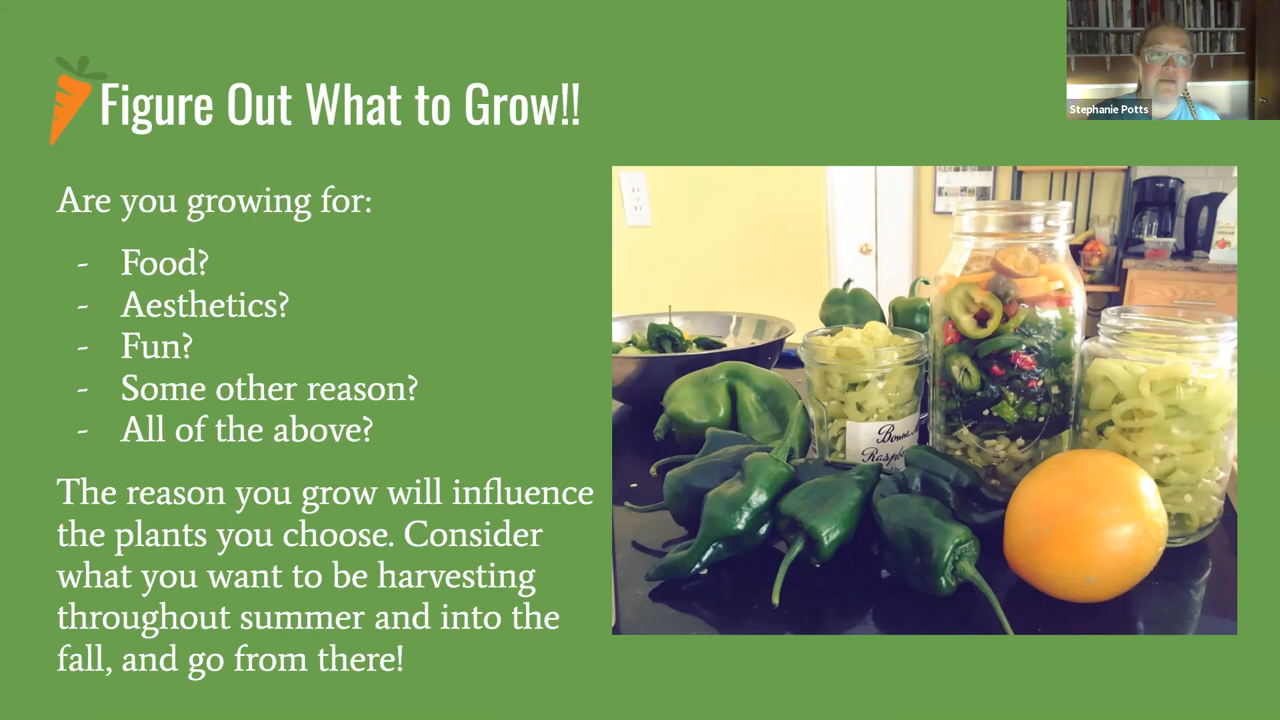 Figure Out What to Grow!!
Stephanie Potts
Are you growing for:
- Food?
- Aesthetics?
- Fun?
- Some other reason?
- All of the above?
The reason you grow will influence
the plants you choose. Consider
what you want to be harvesting
throughout summer and into the
fall, and go from there!
Bonne